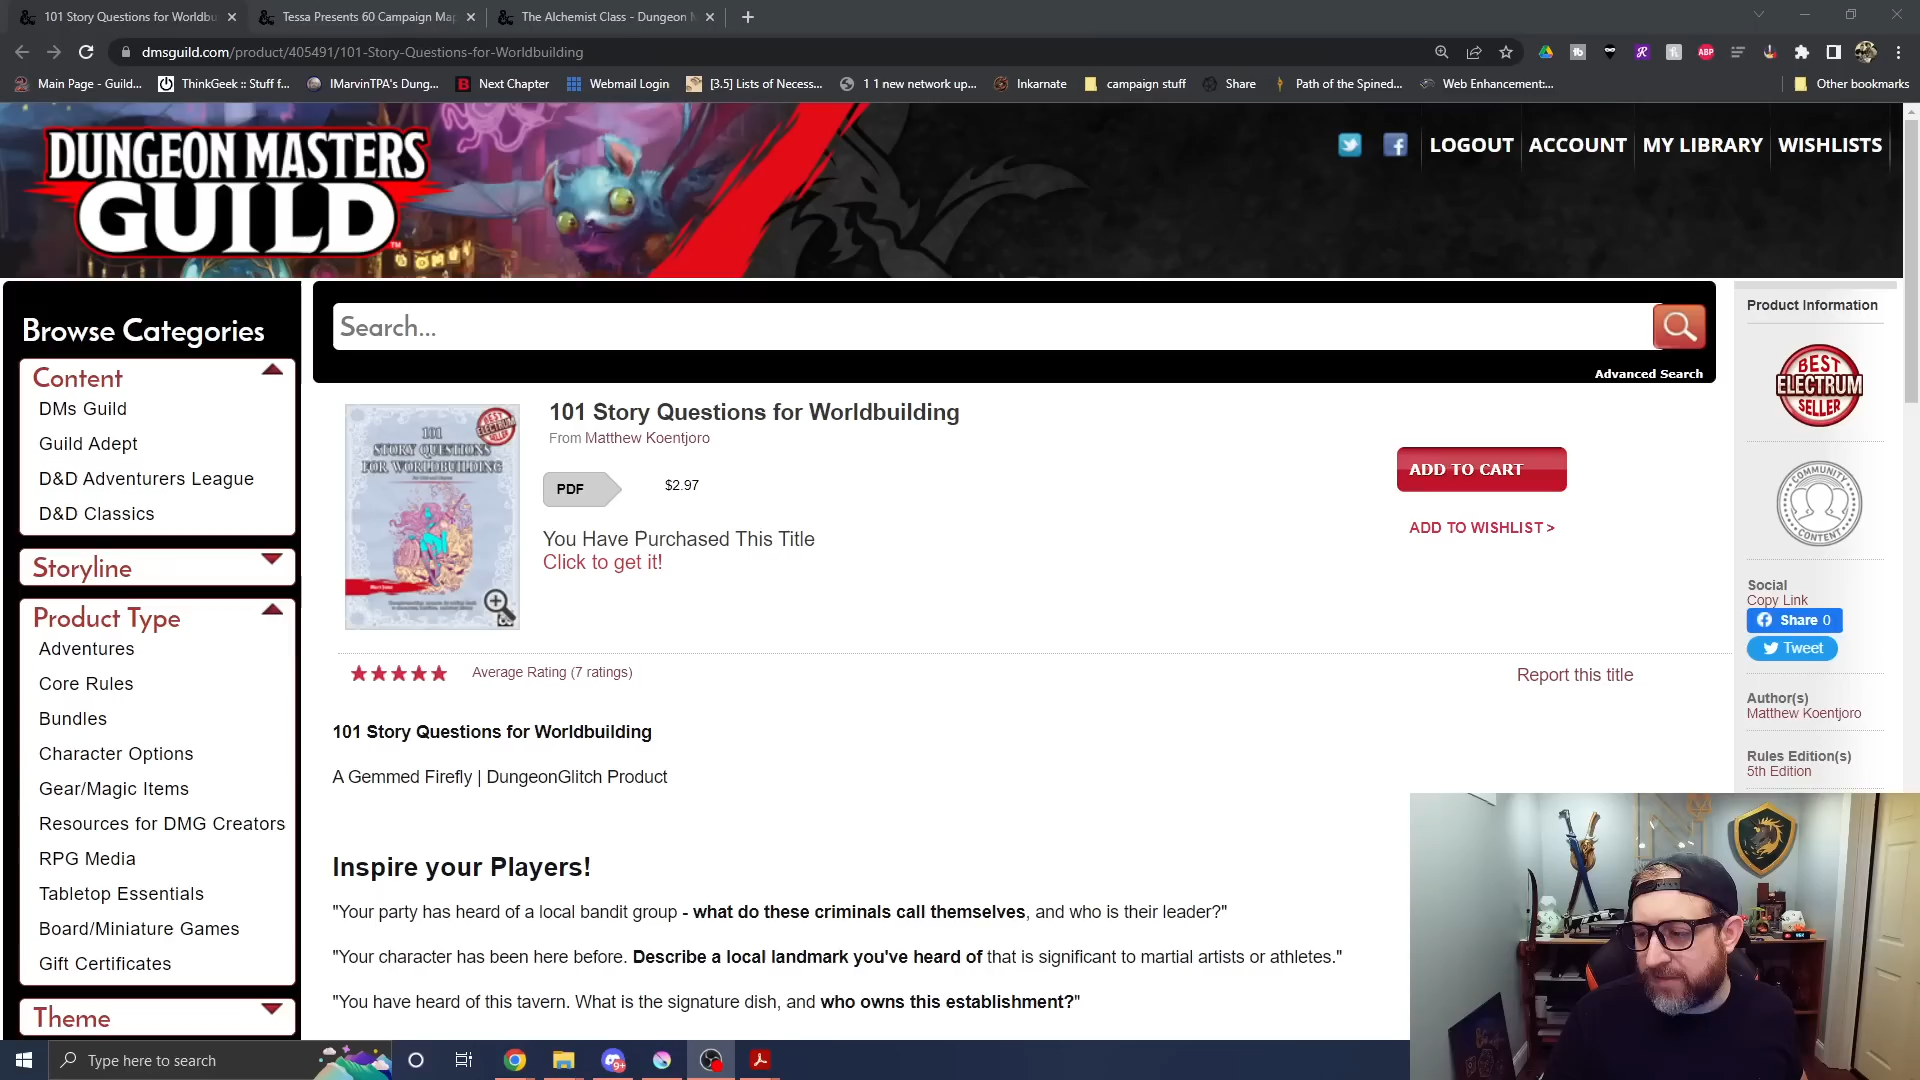 101 Story Questions for Worldbu
Tessa Presents 60 Campaign Map
The Alchemist Class - Dungeon M
dmsguild.com/product/405491/101-Story-Questions-for-Worldbuilding
Main Page - Guild...
ThinkGeek :: Stuff f...
IMarvinTPA's Dung...
Next Chapter
Webmail Login
[3.5] Lists of Necess...
1 1 new network up...
Inkarnate
campaign stuff
Share
Path of the Spined...
Web Enhancement:...
Other bookmarks
DUNGEON MASTERS
GUILD
LOGOUT
ACCOUNT
MY LIBRARY
WISHLISTS
Browse Categories
Content
DMs Guild
Guild Adept
D&D Adventurers League
D&D Classics
Storyline
Product Type
Adventures
Core Rules
Bundles
Character Options
Gear/Magic Items
Resources for DMG Creators
RPG Media
Tabletop Essentials
Board/Miniature Games
Gift Certificates
Theme
Search...
Advanced Search
101
STORY QUESTIONS
FOR WORLDBUILDING
BEST
ELECTRUM
SELLER
101 Story Questions for Worldbuilding
From Matthew Koentjoro
PDF
$2.97
You Have Purchased This Title
Click to get it!
ADD TO CART
ADD TO WISHLIST >
Average Rating (7 ratings)
Report this title
101 Story Questions for Worldbuilding
A Gemmed Firefly | DungeonGlitch Product
Inspire your Players!
"Your party has heard of a local bandit group - what do these criminals call themselves, and who is their leader?"
"Your character has been here before. Describe a local landmark you've heard of that is significant to martial artists or athletes."
"You have heard of this tavern. What is the signature dish, and who owns this establishment?"
Product Information
BEST
ELECTRUM
SELLER
COMMUNITY
CONTENT
Social
Copy Link
Share 0
Tweet
Author(s)
Matthew Koentjoro
Rules Edition(s)
5th Edition
Type here to search
9+